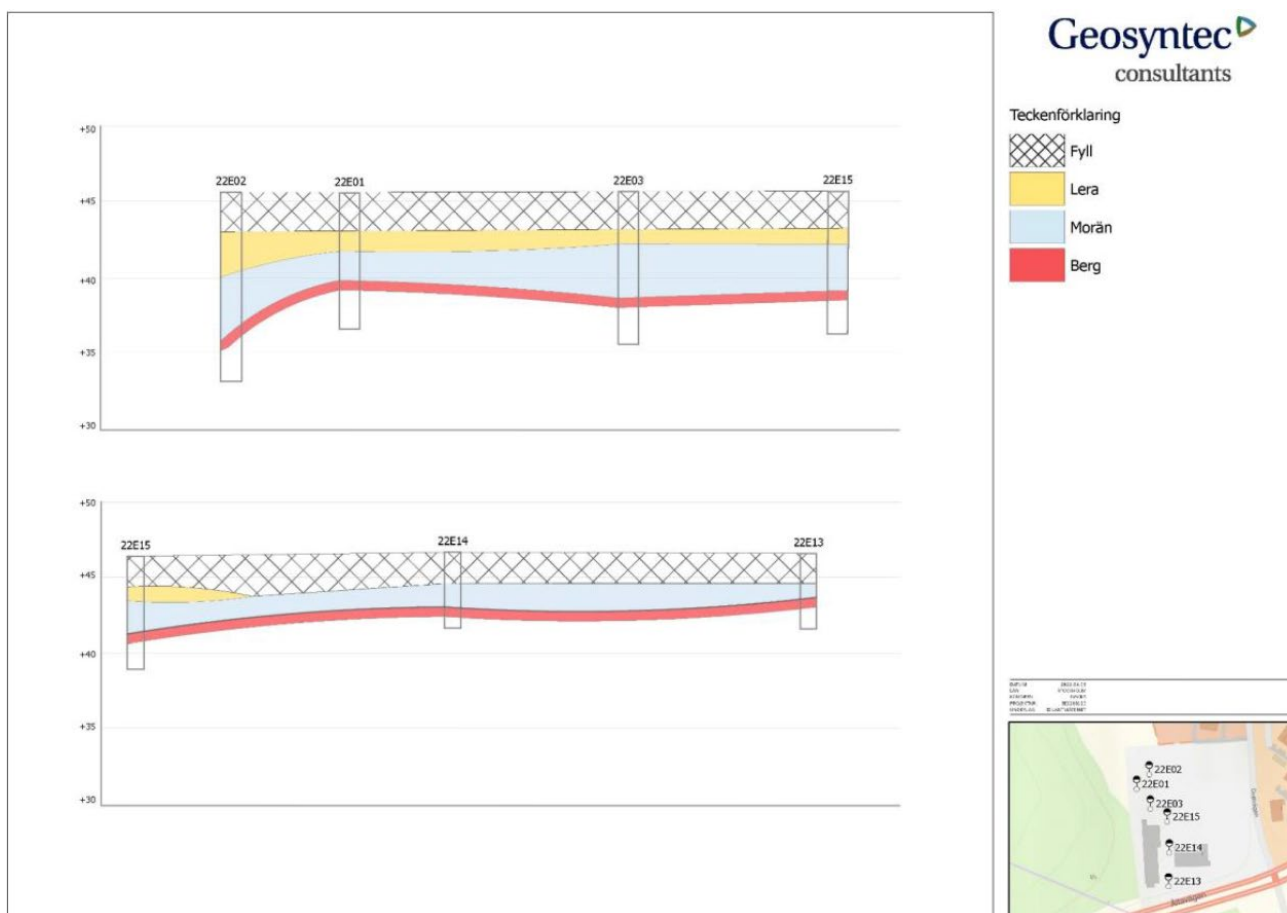 Geosyntec
consultants
Teckenförklaring
Fyll
Lera
Morän
Berg
+50
22E02
22E01
22E03
22E15
+45
+40
+35
+30
+50
22E15
22E14
22E13
+45
+40
+35
+30
22E02
22E01
22E03
22E15
22E14
22E13